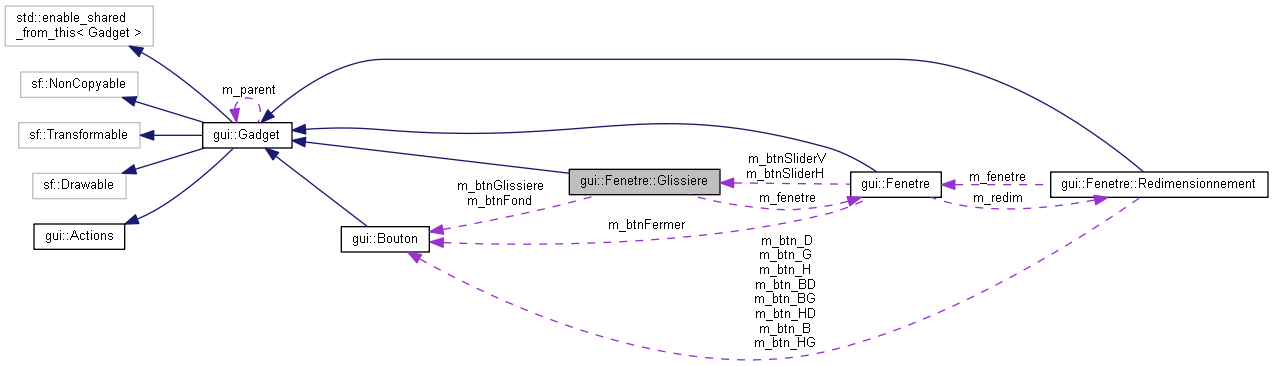 std::enable_shared
_from_this< Gadget >
sf::NonCopyable
sf::Transformable
sf::Drawable
gui::Actions
m_parent
gui::Gadget
gui::Bouton
m_btnGlissiere
m_btnFond
gui::Fenetre::Glissiere
m_btnSliderV
m_btnSliderH
m_fenetre
m_btnFermer
gui::Fenetre
m_fenetre
m_redim
gui::Fenetre::Redimensionnement
m_btn_D
m_btn_G
m_btn_H
m_btn_BD
m_btn_BG
m_btn_HD
m_btn_B
m_btn_HG